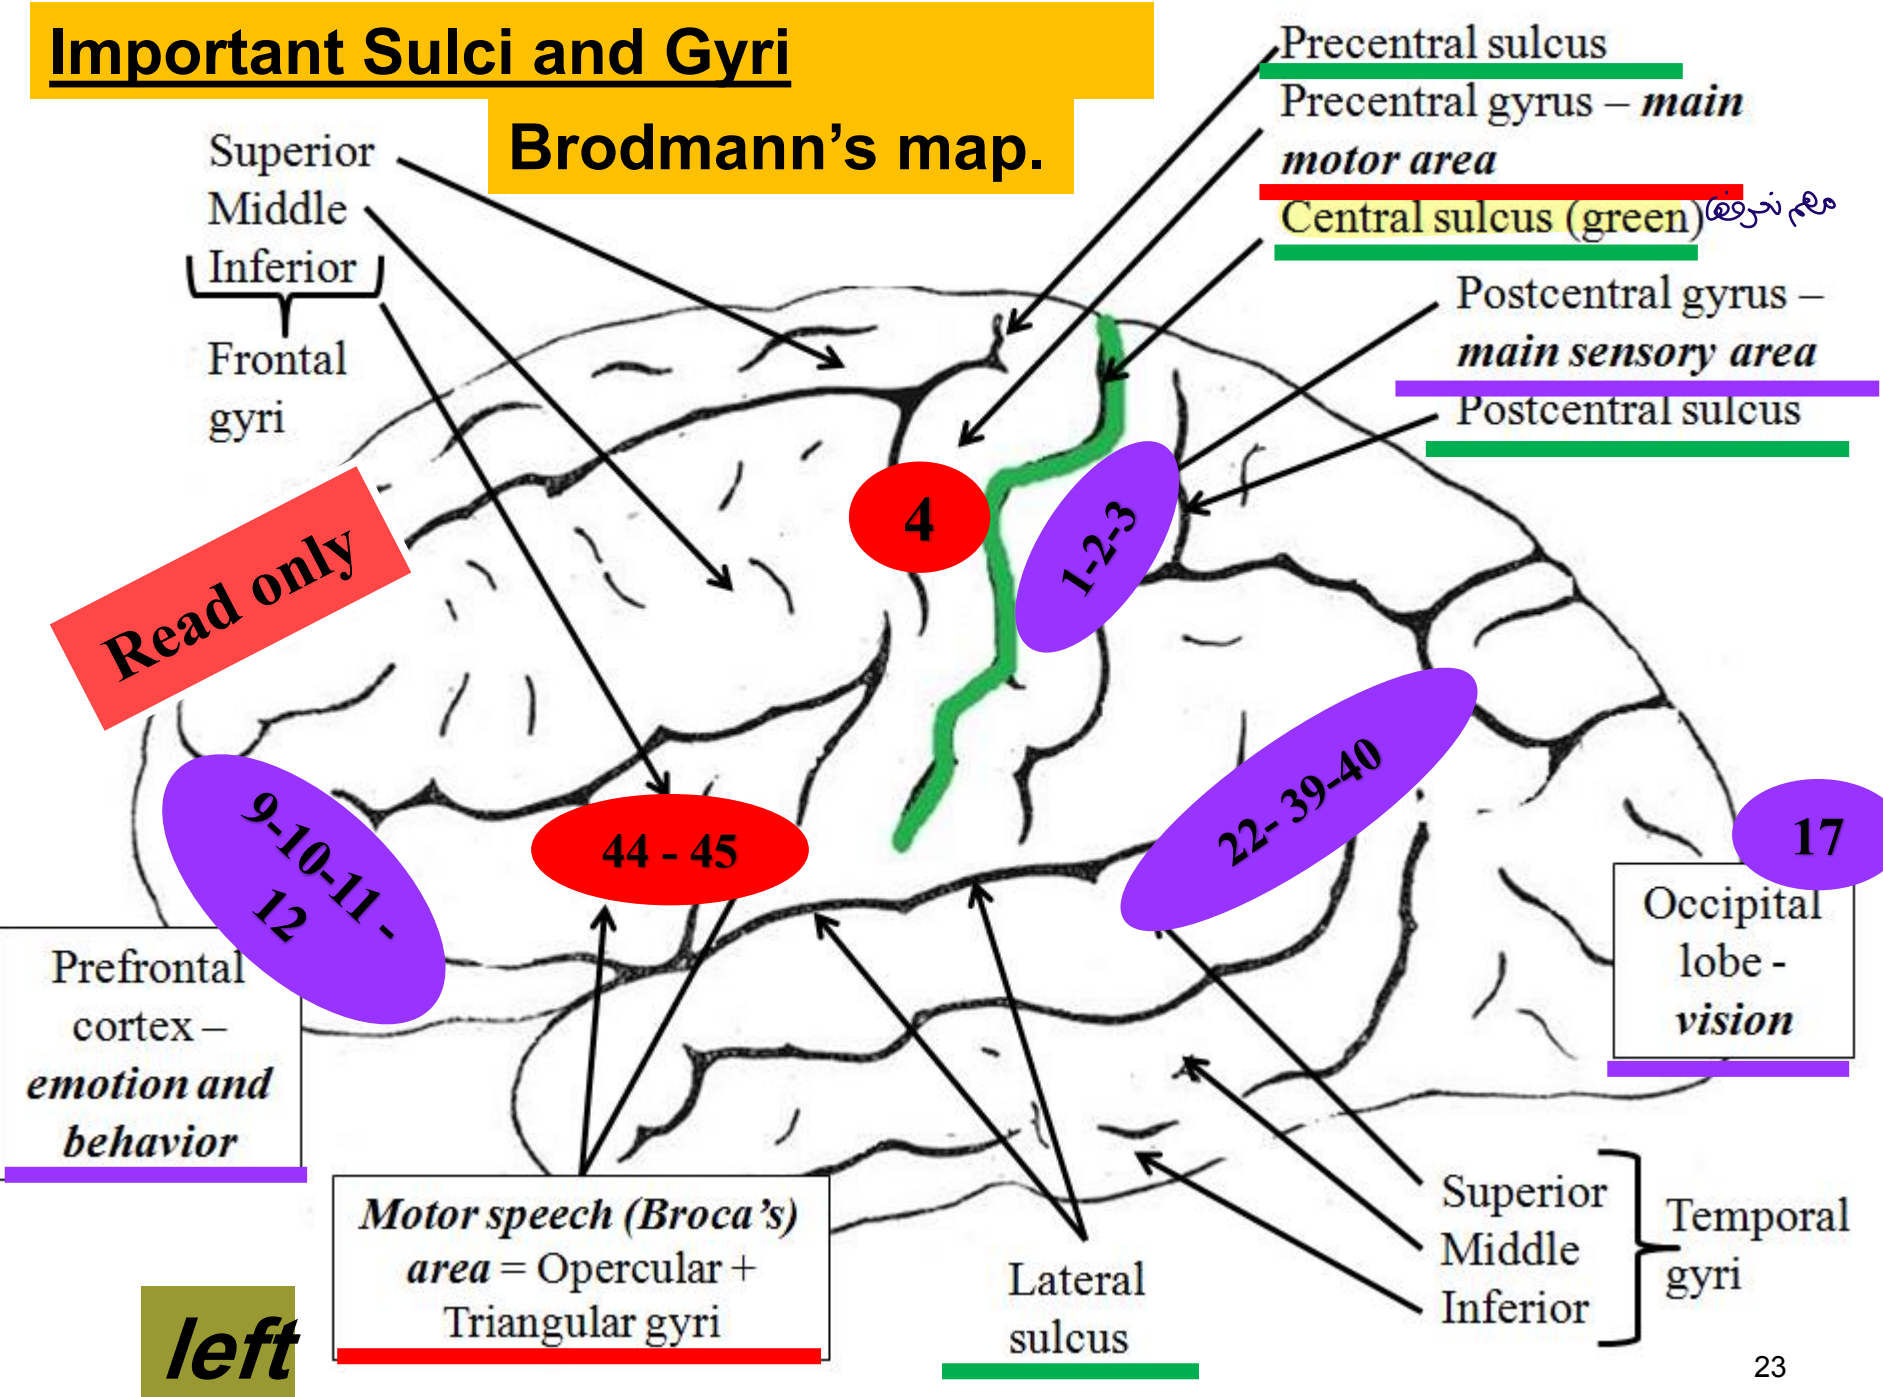 Important Sulci and Gyri
Brodmann's map.
Superior
Middle
Inferior
Frontal
gyri
Precentral sulcus
Precentral gyrus – main
motor area
Central sulcus (green)
Postcentral gyrus –
main sensory area
Postcentral sulcus
Read only
4
1-2-3
9-10-11 -
12
44 - 45
22- 39-40
17
Occipital
lobe -
vision
Prefrontal
cortex –
emotion and
behavior
Motor speech (Broca's)
area = Opercular +
Triangular gyri
Lateral
sulcus
Superior
Middle
Inferior
Temporal
gyri
left
23